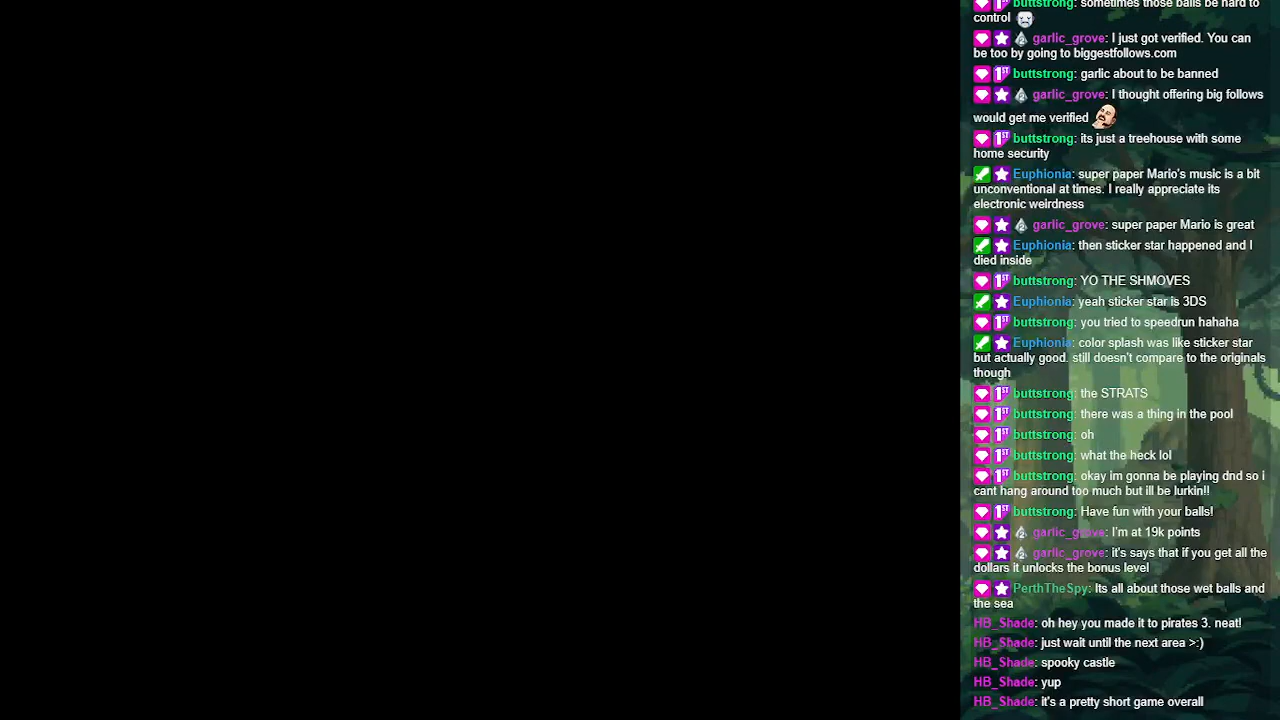 buttstrong: sometimes those balls be hard to
control
garlic_grove: I just got verified. You can
be too by going to biggestfollows.com
buttstrong: garlic about to be banned
garlic_grove: I thought offering big follows
would get me verified
buttstrong: its just a treehouse with some
home security
Euphionia: super paper Mario's music is a bit
unconventional at times. I really appreciate its
electronic weirdness
garlic_grove: super paper Mario is great
Euphionia: then sticker star happened and I
died inside
buttstrong: YO THE SHMOVES
Euphionia: yeah sticker star is 3DS
buttstrong: you tried to speedrun hahaha
Euphionia: color splash was like sticker star
but actually good. still doesn't compare to the originals
though
buttstrong: the STRATS
buttstrong: there was a thing in the pool
buttstrong: oh
buttstrong: what the heck lol
buttstrong: okay im gonna be playing dnd so i
cant hang around too much but ill be lurkin!!
buttstrong: Have fun with your balls!
garlic_grove: I'm at 19k points
garlic_grove: it's says that if you get all the
dollars it unlocks the bonus level
PerthTheSpy: Its all about those wet balls and
the sea
HB_Shade: oh hey you made it to pirates 3. neat!
HB_Shade: just wait until the next area >:)
HB_Shade: spooky castle
HB_Shade: yup
HB_Shade: it's a pretty short game overall